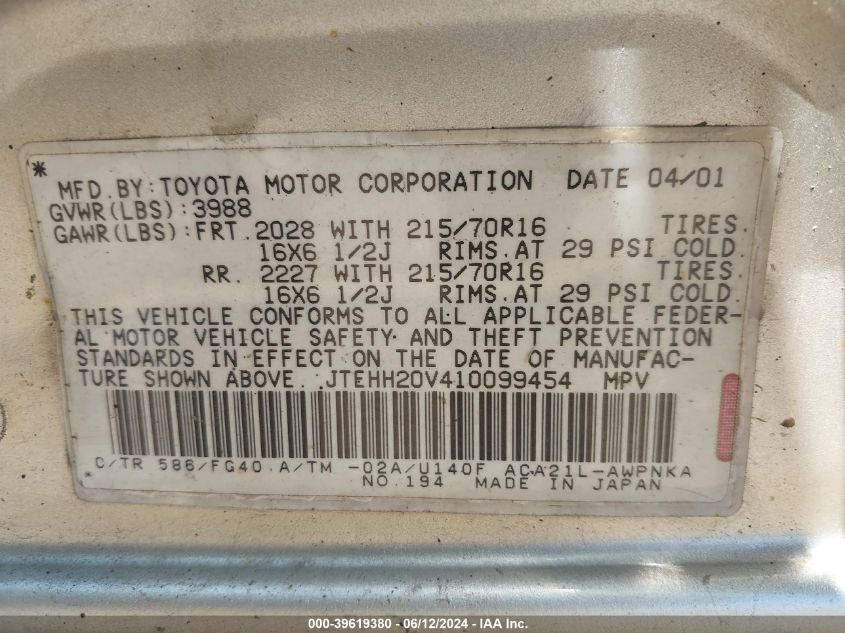 * MFD. BY: TOYOTA MOTOR CORPORATION DATE 04/01
GVWR(LBS):3988
GAWR(LBS):FRT. 2028 WITH 215/70R16 TIRES.
16X6 1/2J RIMS.AT 29 PSI COLD.
RR. 2227 WITH 215/70R16 TIRES.
16X6 1/2J RIMS.AT 29 PSI COLD.
THIS VEHICLE CONFORMS TO ALL APPLICABLE FEDER-
AL MOTOR VEHICLE SAFETY AND THEFT PREVENTION
STANDARDS IN EFFECT ON THE DATE OF MANUFAC-
TURE SHOWN ABOVE. JTEHH20V410099454 MPV
C/TR 586/FG40.A/TM -02A/U140F ACA21L-AWPNKA
NO.194 MADE IN JAPAN
000-39619380 - 06/12/2024 - IAA Inc.